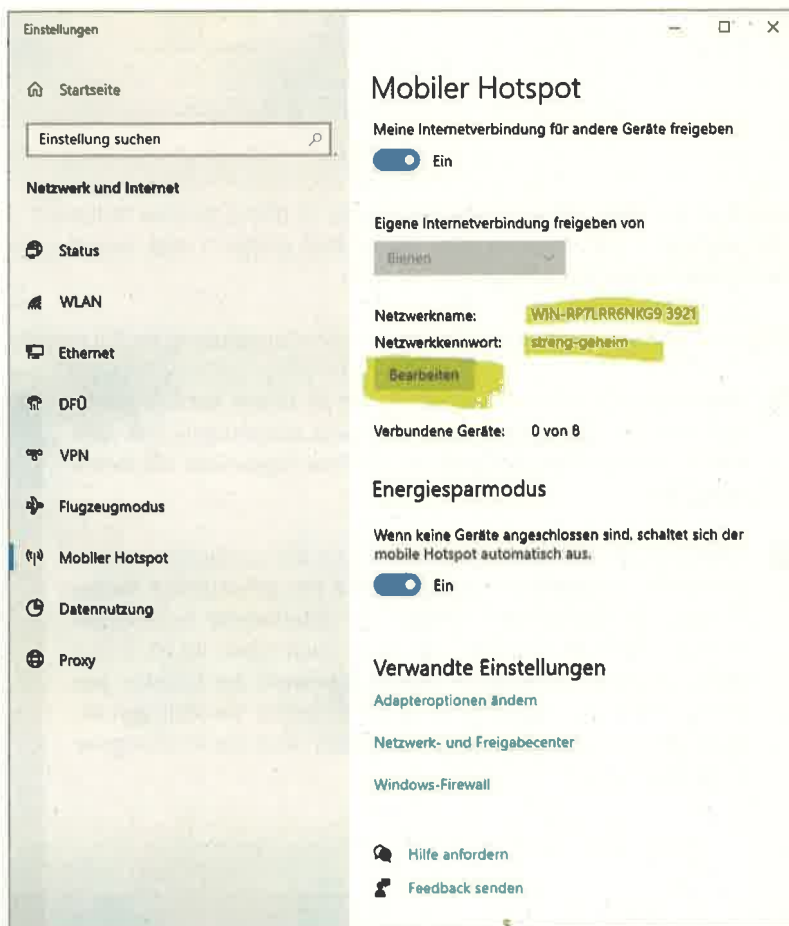 Einstellungen
Startseite
Einstellung suchen
Netzwerk und Internet
Status
WLAN
Ethernet
DFÜ
VPN
Flugzeugmodus
Mobiler Hotspot
Datennutzung
Proxy
Mobiler Hotspot
Meine Internetverbindung für andere Geräte freigeben
Ein
Eigene Internetverbindung freigeben von
Bienen
Netzwerkname: WIN-RP7LRR6NKG9 3921
Netzwerkkennwort: streng-geheim
Bearbeiten
Verbundene Geräte: 0 von 8
Energiesparmodus
Wenn keine Geräte angeschlossen sind, schaltet sich der
mobile Hotspot automatisch aus.
Ein
Verwandte Einstellungen
Adapteroptionen ändern
Netzwerk- und Freigabecenter
Windows-Firewall
Hilfe anfordern
Feedback senden